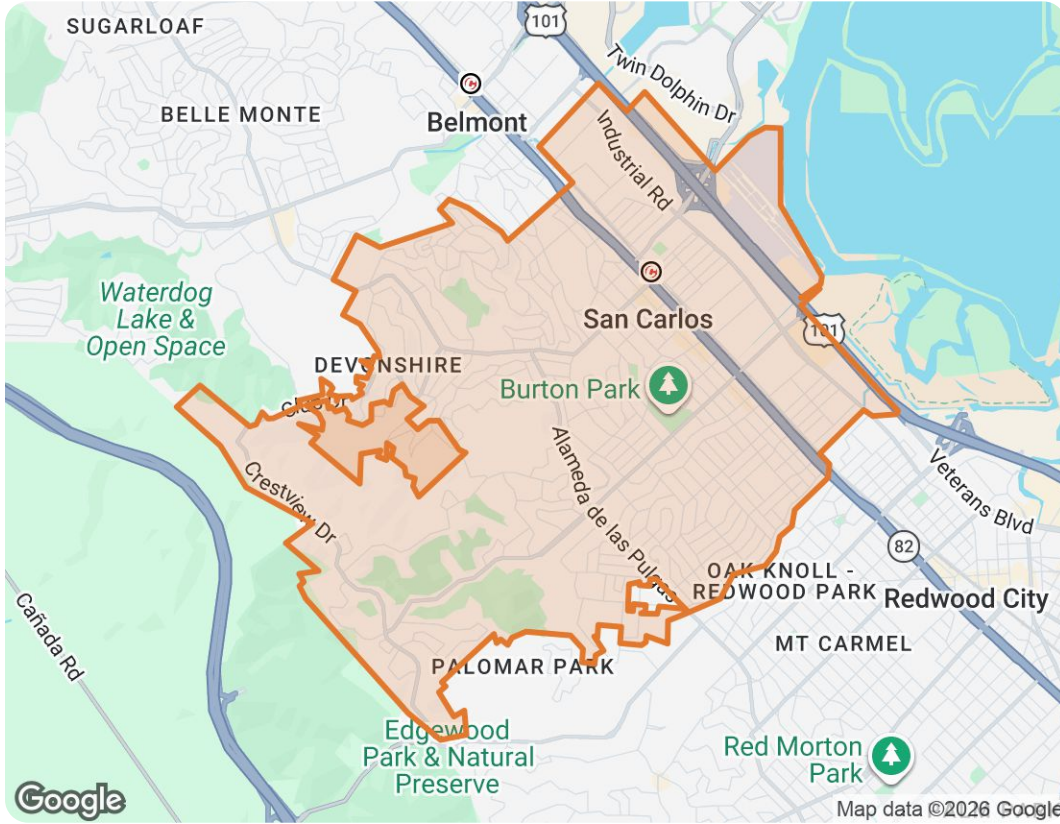 SUGARLOAF
101
Twin Dolphin Dr
BELLE MONTE
Belmont
Industrial Rd
Waterdog
Lake &
Open Space
San Carlos
101
DEVONSHIRE
Burton Park
Club Dr
Alameda de las Pulgas
Crestview Dr
Veterans Blvd
82
OAK KNOLL -
REDWOOD PARK
Redwood City
Cañada Rd
MT CARMEL
PALOMAR PARK
Edgewood
Park & Natural
Preserve
Red Morton
Park
Google
Map data ©2026 Google